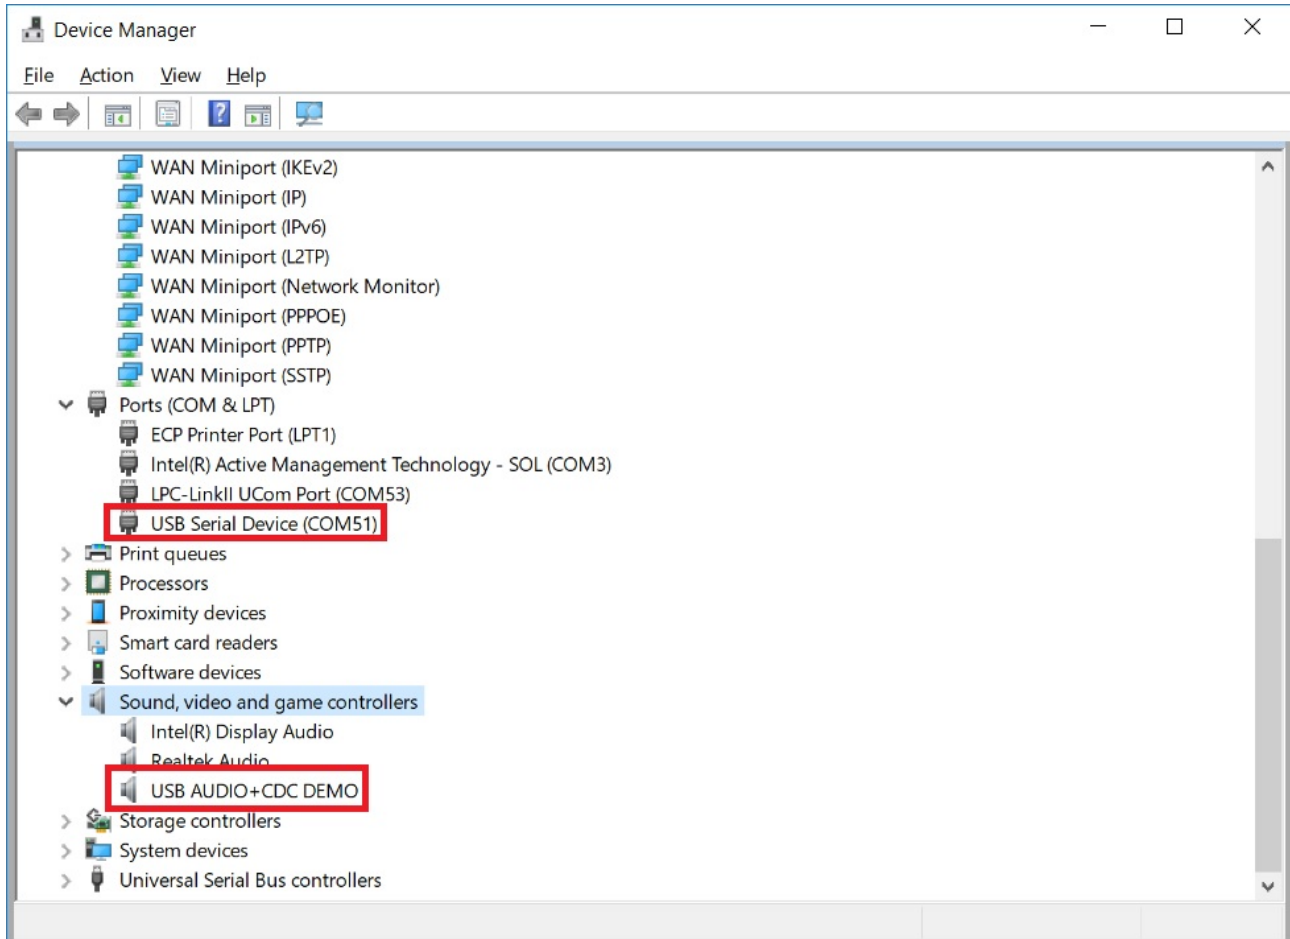 Device Manager
File Action View Help
WAN Miniport (IKEv2)
WAN Miniport (IP)
WAN Miniport (IPv6)
WAN Miniport (L2TP)
WAN Miniport (Network Monitor)
WAN Miniport (PPPOE)
WAN Miniport (PPTP)
WAN Miniport (SSTP)
Ports (COM & LPT)
ECP Printer Port (LPT1)
Intel(R) Active Management Technology - SOL (COM3)
LPC-LinkII UCom Port (COM53)
USB Serial Device (COM51)
Print queues
Processors
Proximity devices
Smart card readers
Software devices
Sound, video and game controllers
Intel(R) Display Audio
Realtek Audio
USB AUDIO+CDC DEMO
Storage controllers
System devices
Universal Serial Bus controllers